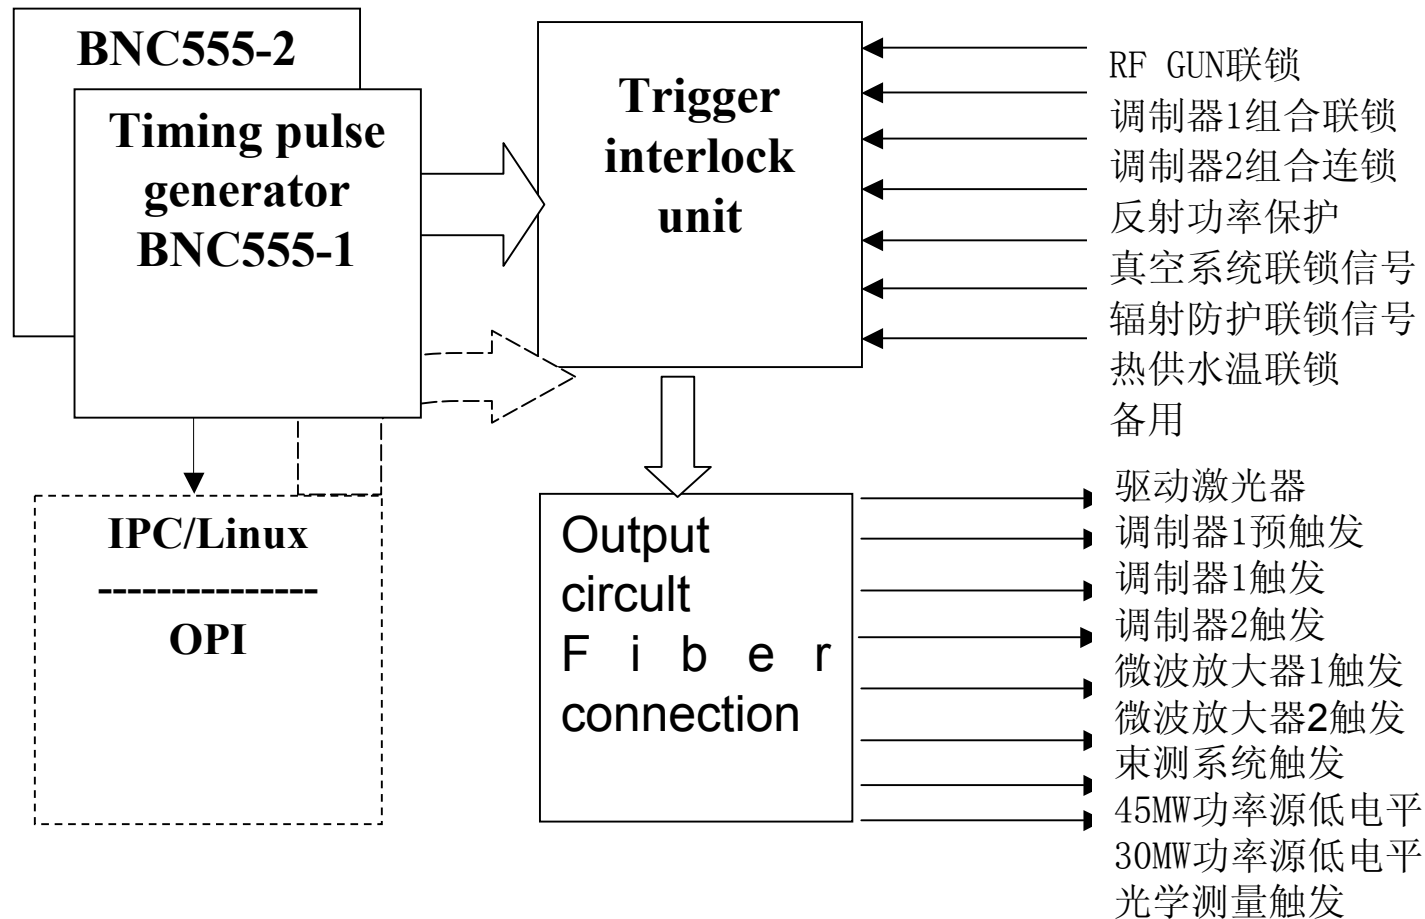 BNC555-2
Timing pulse
generator
BNC555-1
Trigger
interlock
unit
RF GUN联锁
调制器1组合联锁
调制器2组合连锁
反射功率保护
真空系统联锁信号
辐射防护联锁信号
热供水温联锁
备用
IPC/Linux
---------------
OPI
Output
circult
F i b e r
connection
驱动激光器
调制器1预触发
调制器1触发
调制器2触发
微波放大器1触发
微波放大器2触发
束测系统触发
45MW功率源低电平
30MW功率源低电平
光学测量触发